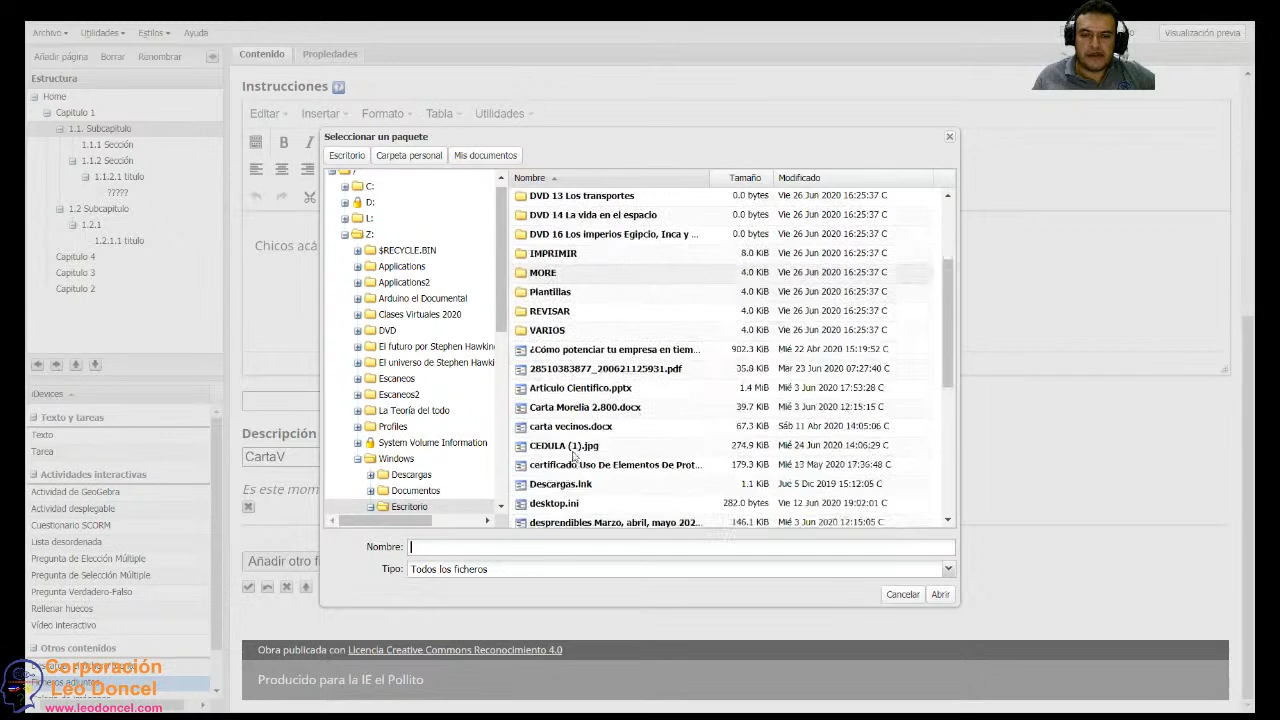 Archivo Utilidades Estilos Ayuda
Visualización previa
Añadir página Borrar Renombrar
Contenido Propiedades
Estructura
Instrucciones
Home
Capitulo 1
1.1. Subcapitulo
1.1.1 Sección
1.1.2 Sección
1.1.2.1 titulo
?????
1.2 Subcapitulo
1.2.1
1.2.1.1 titulo
Capitulo 4
Capitulo 3
Capitulo 2
Editar Insertar Formato Tabla Utilidades
B I
Chicos acá
Seleccionar un paquete
Escritorio Carpeta personal Mis documentos
/
C:
D:
L:
Z:
$RECYCLE.BIN
Applications
Applications2
Arduino el Documental
Clases Virtuales 2020
DVD
El futuro por Stephen Hawking
El universo de Stephen Hawki
Escaneos
Escaneos2
La Teoría del todo
Profiles
System Volume Information
Windows
Descargas
Documentos
Escritorio
Nombre Tamaño Modificado
DVD 13 Los transportes 0.0 bytes Vie 26 Jun 2020 16:25:37 C
DVD 14 La vida en el espacio 0.0 bytes Vie 26 Jun 2020 16:25:37 C
DVD 16 Los imperios Egipcio, Inca y ... 0.0 bytes Vie 26 Jun 2020 16:25:37 C
IMPRIMIR 8.0 KiB Vie 26 Jun 2020 16:25:37 C
MORE 4.0 KiB Vie 26 Jun 2020 16:25:37 C
Plantillas 4.0 KiB Vie 26 Jun 2020 16:25:37 C
REVISAR 4.0 KiB Vie 26 Jun 2020 16:25:37 C
VARIOS 4.0 KiB Vie 26 Jun 2020 16:25:37 C
¿Cómo potenciar tu empresa en tiem... 902.3 KiB Mié 22 Abr 2020 15:19:52 C
28510383877_200621125931.pdf 35.8 KiB Mar 23 Jun 2020 07:27:40 C
Articulo Cientifico.pptx 1.4 MiB Mié 3 Jun 2020 17:53:28 C
Carta Morelia 2.800.docx 39.7 KiB Mié 3 Jun 2020 12:15:15 C
carta vecinos.docx 67.3 KiB Sáb 11 Abr 2020 14:05:06 C
CEDULA (1).jpg 274.9 KiB Mié 24 Jun 2020 14:06:29 C
certificado Uso De Elementos De Prot... 179.3 KiB Mié 13 May 2020 17:36:48 C
Descargas.lnk 1.1 KiB Jue 5 Dic 2019 15:12:05 C
desktop.ini 282.0 bytes Vie 12 Jun 2020 19:02:01 C
desprendibles Marzo, abril, mayo 202... 146.1 KiB Mié 3 Jun 2020 12:15:05 C
Nombre:
Tipo: Todos los ficheros
Cancelar Abrir
iDevices
Texto y tareas
Texto
Tarea
Actividades interactivas
Actividad de GeoGebra
Actividad desplegable
Cuestionario SCORM
Lista desordenada
Pregunta de Elección Múltiple
Pregunta de Selección Múltiple
Pregunta Verdadero-Falso
Rellenar huecos
Vídeo interactivo
Otros contenidos
Ficheros adjuntos
Descripción
CartaV
Es este mom
Añadir otro fi
Obra publicada con Licencia Creative Commons Reconocimiento 4.0
Producido para la IE el Pollito
Corporación
Leo Doncel
www.leodoncel.com